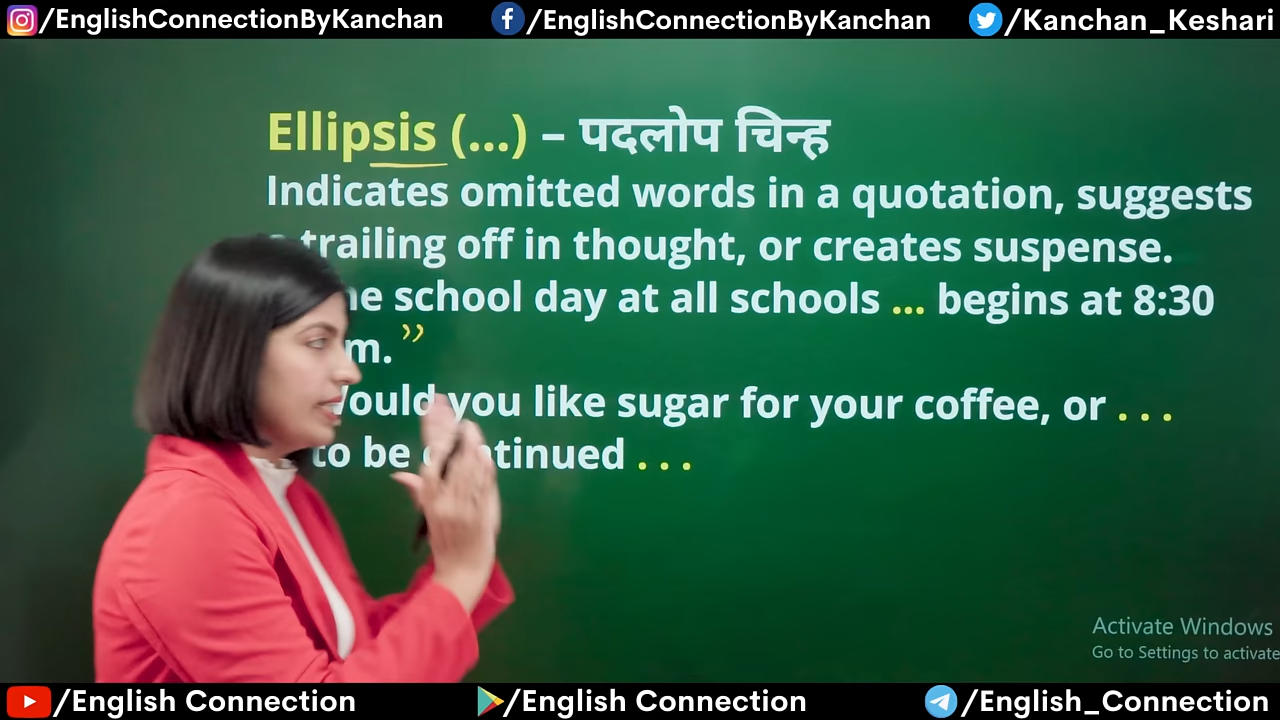 /EnglishConnectionByKanchan /EnglishConnectionByKanchan /Kanchan_Keshari
Ellipsis (...) – पदलोप चिन्ह
Indicates omitted words in a quotation, suggests
trailing off in thought, or creates suspense.
school day at all schools ... begins at 8:30
m. ”
you like sugar for your coffee, or . . .
to be . . .
Activate Windows
Go to Settings to activate
/English Connection /English Connection /English_Connection